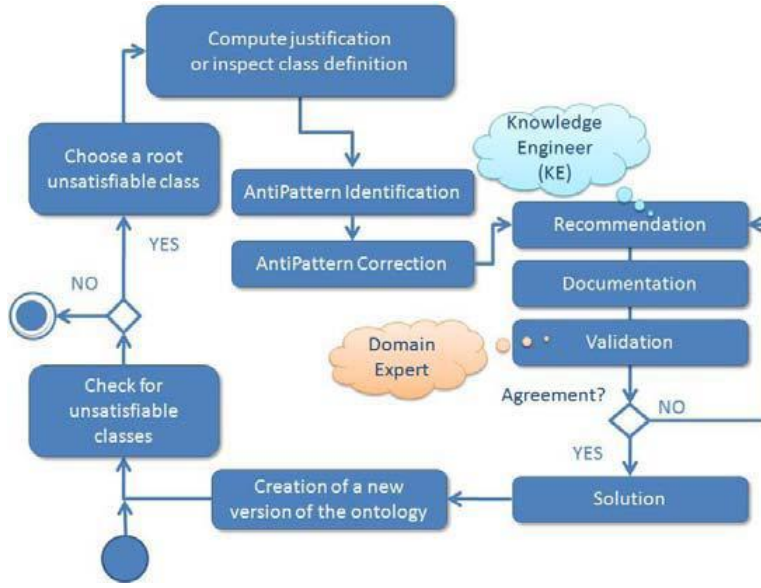 Compute justification
or inspect class definition
Knowledge
Engineer
(KE)
Choose a root
unsatisfiable class
AntiPattern Identification
Recommendation
YES
AntiPattern Correction
NO
Documentation
Domain
Expert
Validation
Check for
unsatisfiable
classes
Agreement?
NO
YES
Creation of a new
version of the ontology
Solution